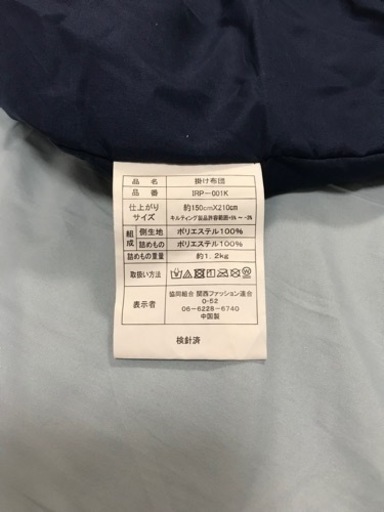 品名 掛け布団
品番 IRP-001K
仕上がりサイズ 約150cm×210cm
キルティング製品許容範囲+5% ~ -3%
組成 側生地 ポリエステル100%
詰めもの ポリエステル100%
詰めもの重量 約1.2kg
取扱い方法
表示者 協同組合 関西ファッション連合
O-52
06-6228-6740
中国製
検針済